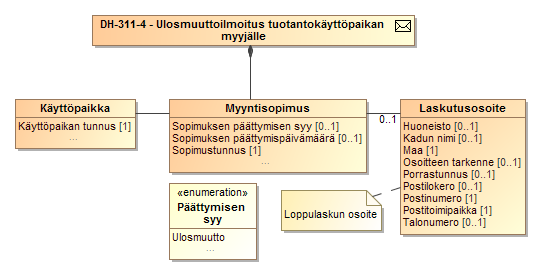 DH-311-4 - Ulosmuuttoilmoitus tuotantokäyttöpaikan
myyjälle
Käyttöpaikka
Käyttöpaikan tunnus [1]
...
Myyntisopimus
Sopimuksen päättymisen syy [0..1]
Sopimuksen päättymispäivämäärä [0..1]
Sopimustunnus [1]
...
0..1
Laskutusosoite
Huoneisto [0..1]
Kadun nimi [0..1]
Maa [1]
Osoitteen tarkenne [0..1]
Porrastunnus [0..1]
Postilokero [0..1]
Postinumero [1]
Postitoimipaikka [1]
Talonumero [0..1]
«enumeration»
Päättymisen
syy
Ulosmuutto
...
Loppulaskun osoite